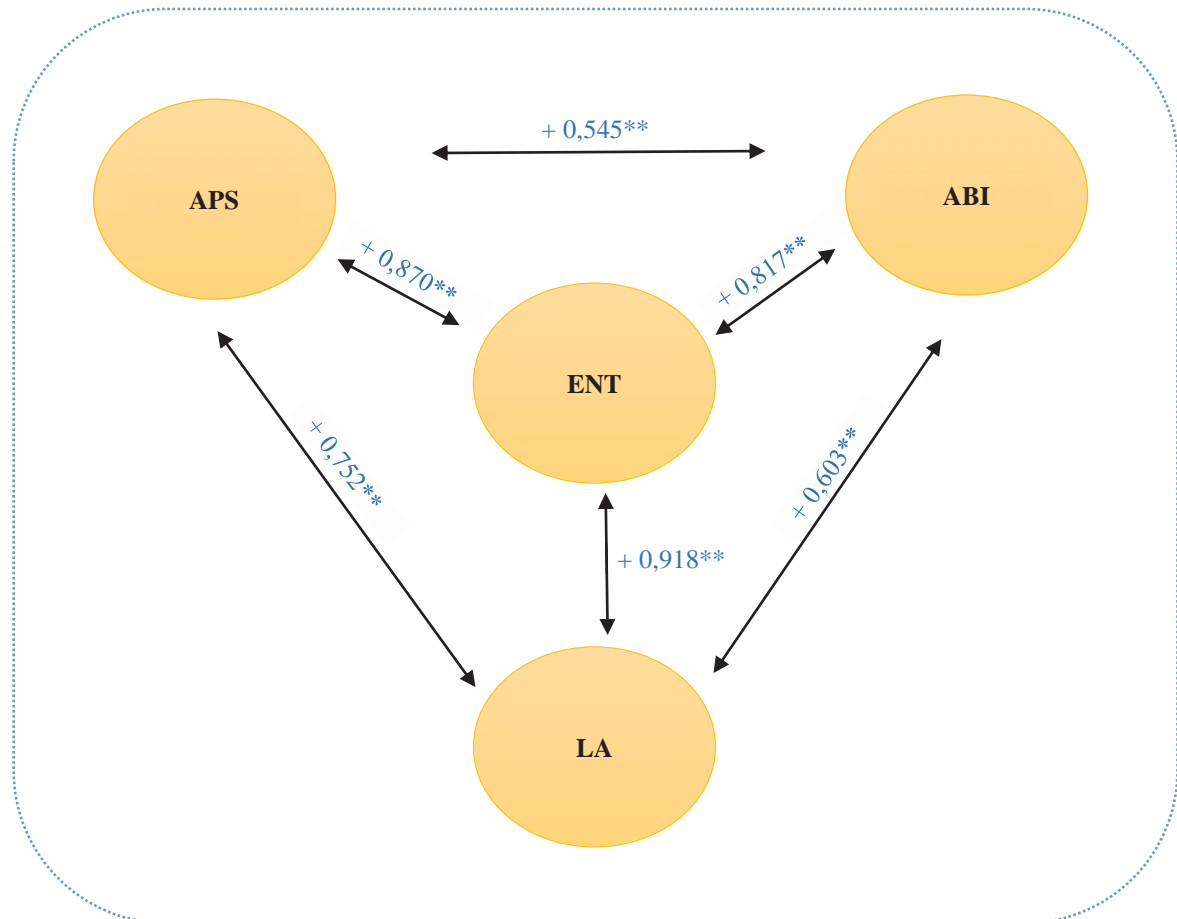 + 0,545**
APS
ABI
+ 0,870**
+ 0,817**
ENT
+ 0,752**
+ 0,603**
+ 0,918**
LA